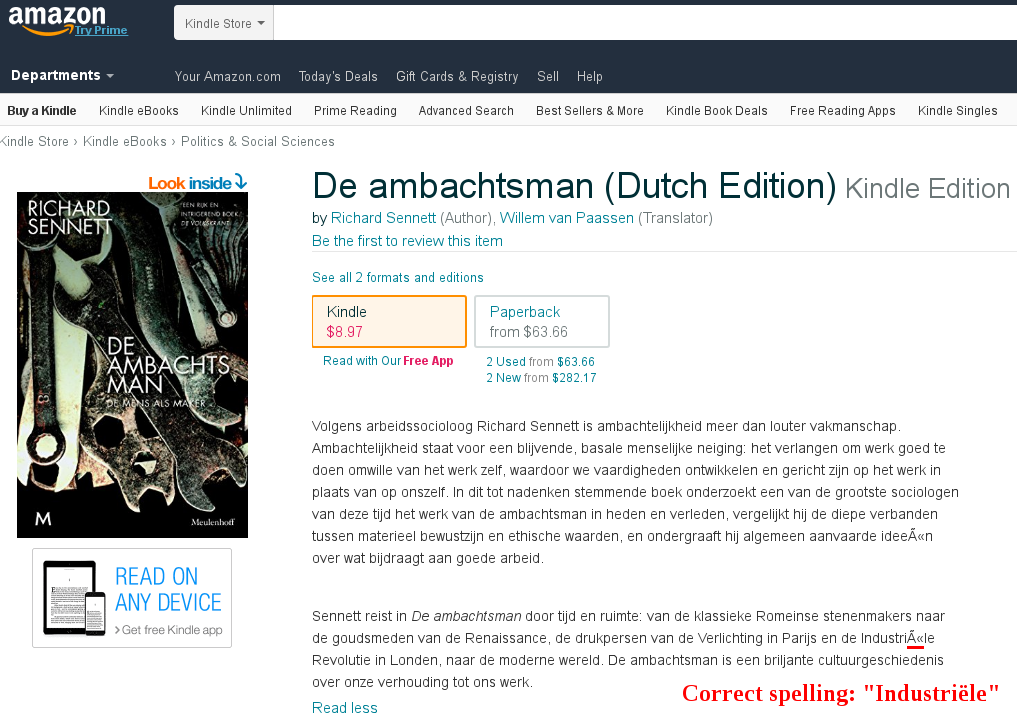 amazon
Try Prime
Kindle Store
Departments
Your Amazon.com Today's Deals Gift Cards & Registry Sell Help
Buy a Kindle Kindle eBooks Kindle Unlimited Prime Reading Advanced Search Best Sellers & More Kindle Book Deals Free Reading Apps Kindle Singles
Kindle Store › Kindle eBooks › Politics & Social Sciences
Look inside
RICHARD
SENNETT
"EEN RIJK EN
INTRIGEREND BOEK."
DE VOLKSKRANT
DE
AMBACHTS
MAN
DE MENS ALS MAKER
M
Meulenhoff
READ ON
ANY DEVICE
›Get free Kindle app
De ambachtsman (Dutch Edition) Kindle Edition
by Richard Sennett (Author), Willem van Paassen (Translator)
Be the first to review this item
See all 2 formats and editions
Kindle
$8.97
Read with Our Free App
Paperback
from $63.66
2 Used from $63.66
2 New from $282.17
Volgens arbeidssocioloog Richard Sennett is ambachtelijkheid meer dan louter vakmanschap.
Ambachtelijkheid staat voor een blijvende, basale menselijke neiging: het verlangen om werk goed te
doen omwille van het werk zelf, waardoor we vaardigheden ontwikkelen en gericht zijn op het werk in
plaats van op onszelf. In dit tot nadenken stemmende boek onderzoekt een van de grootste sociologen
van deze tijd het werk van de ambachtsman in heden en verleden, vergelijkt hij de diepe verbanden
tussen materieel bewustzijn en ethische waarden, en ondergraaft hij algemeen aanvaarde ideeÃ«n
over wat bijdraagt aan goede arbeid.
Sennett reist in De ambachtsman door tijd en ruimte: van de klassieke Romeinse stenenmakers naar
de goudsmeden van de Renaissance, de drukpersen van de Verlichting in Parijs en de IndustriÃ«le
Revolutie in Londen, naar de moderne wereld. De ambachtsman is een briljante cultuurgeschiedenis
over onze verhouding tot ons werk.
Correct spelling: "Industriële"
Read less